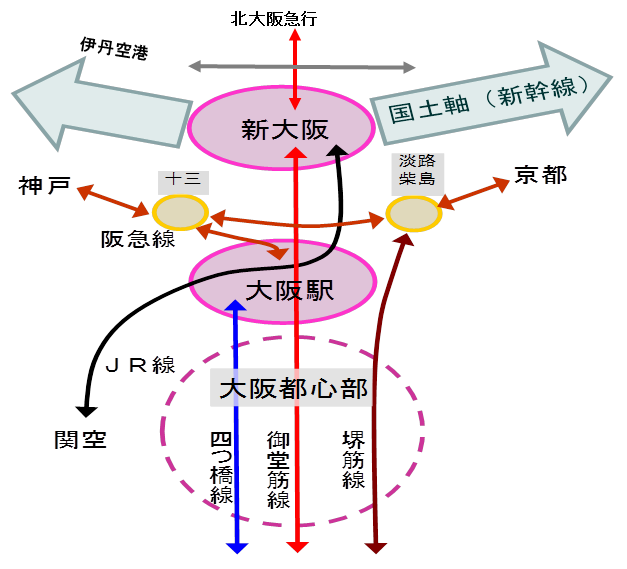 北大阪急行
伊丹空港
国土軸（新幹線）
新大阪
十三
淡路
柴島
神戸
京都
阪急線
大阪駅
ＪＲ線
大阪都心部
関空
四つ橋線
御堂筋線
堺筋線